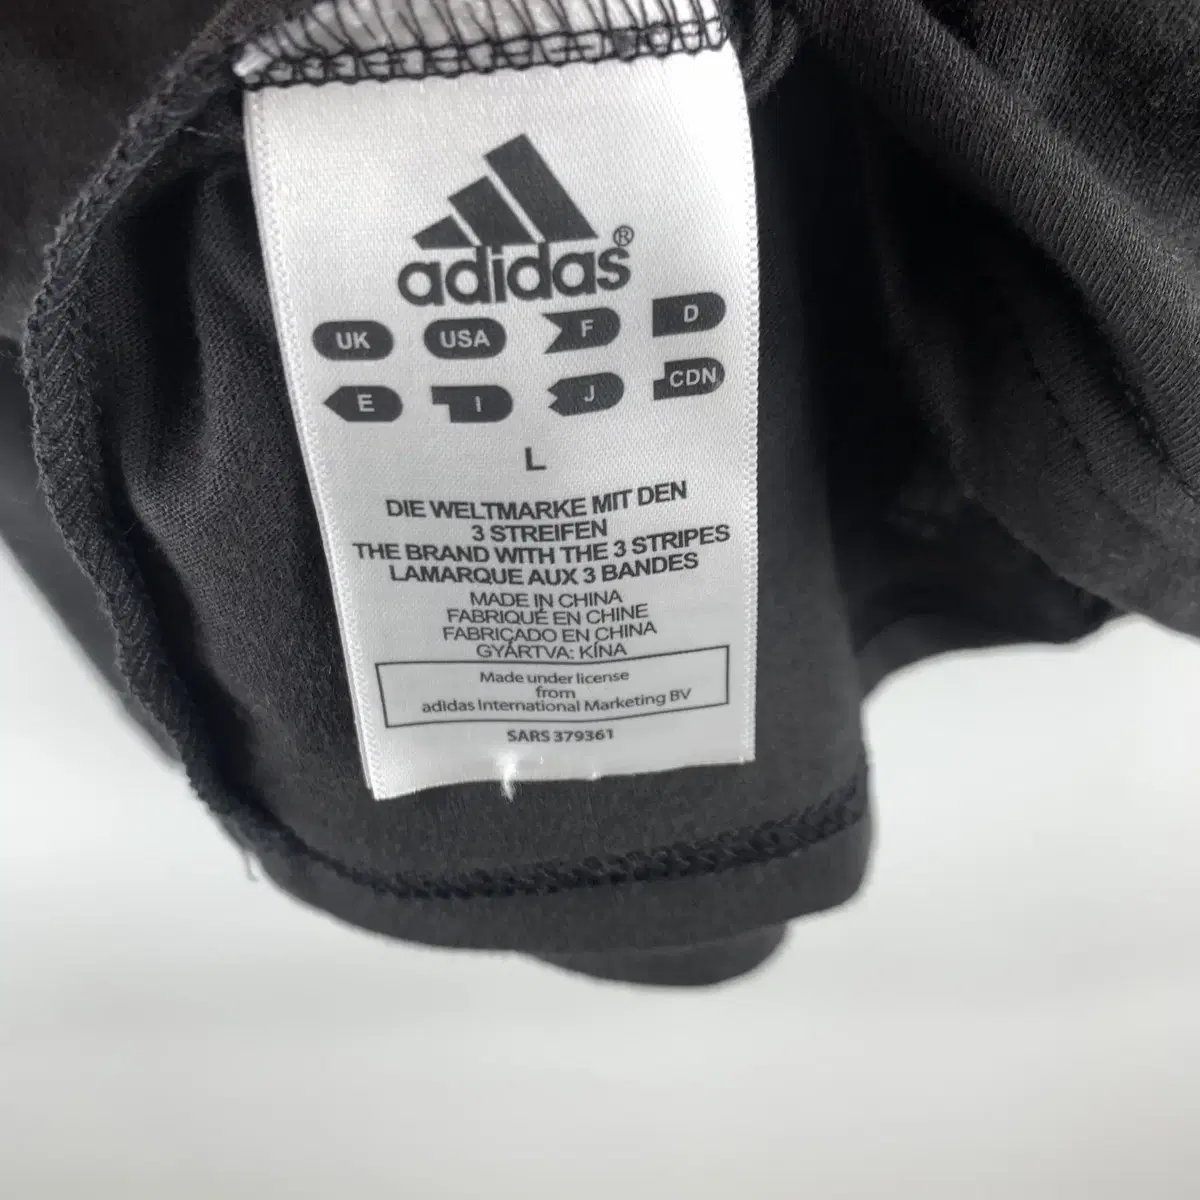 adidas®
UK USA F D
E I J CDN
L
DIE WELTMARKE MIT DEN
3 STREIFEN
THE BRAND WITH THE 3 STRIPES
LAMARQUE AUX 3 BANDES
MADE IN CHINA
FABRIQUÉ EN CHINE
FABRICADO EN CHINA
GYÁRTVA: KÍNA
Made under license
from
adidas International Marketing BV
SARS 379361